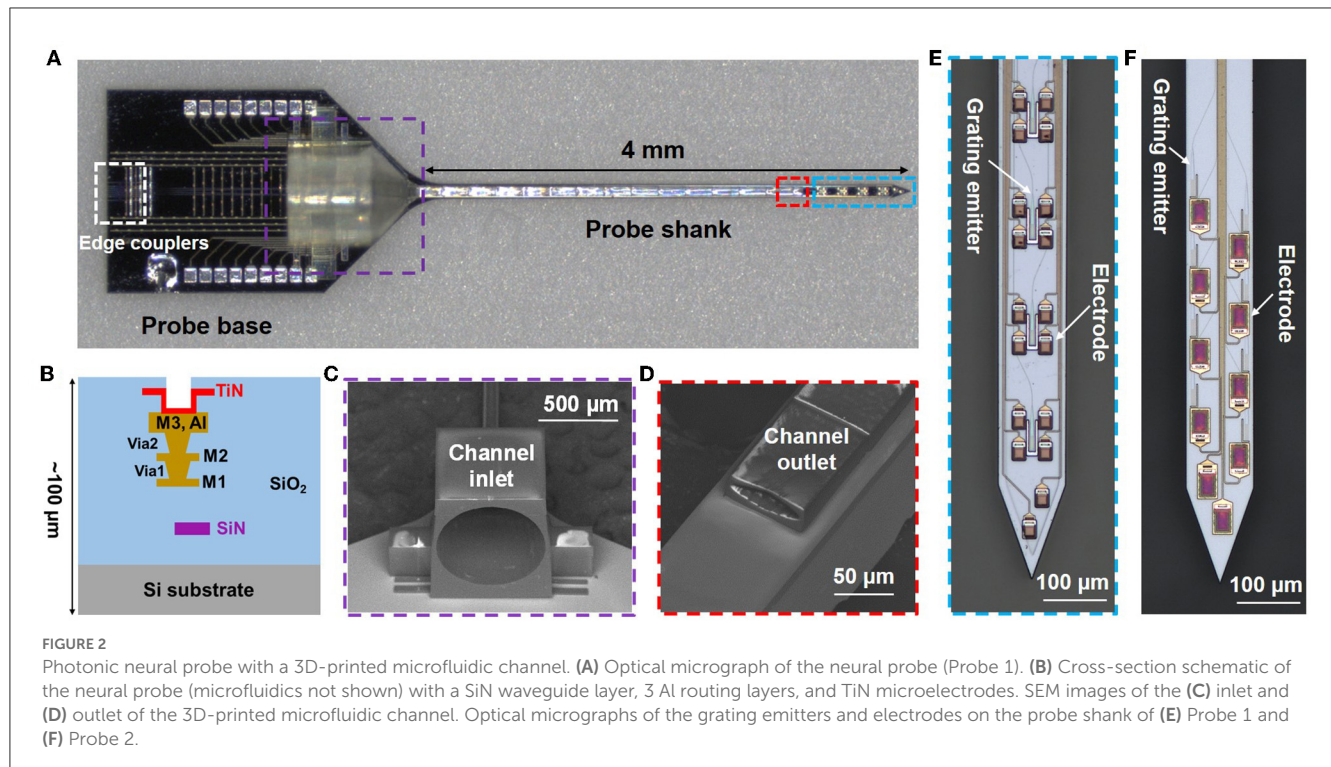 A
4 mm
Probe shank
Edge couplers
Probe base
B
~100 µm
TiN
M3, Al
Via2
M2
Via1
M1
SiO₂
SiN
Si substrate
C
500 µm
Channel
inlet
D
Channel
outlet
50 µm
E
Grating emitter
Electrode
100 µm
F
Grating emitter
Electrode
100 µm
FIGURE 2
Photonic neural probe with a 3D-printed microfluidic channel. (A) Optical micrograph of the neural probe (Probe 1). (B) Cross-section schematic of
the neural probe (microfluidics not shown) with a SiN waveguide layer, 3 Al routing layers, and TiN microelectrodes. SEM images of the (C) inlet and
(D) outlet of the 3D-printed microfluidic channel. Optical micrographs of the grating emitters and electrodes on the probe shank of (E) Probe 1 and
(F) Probe 2.